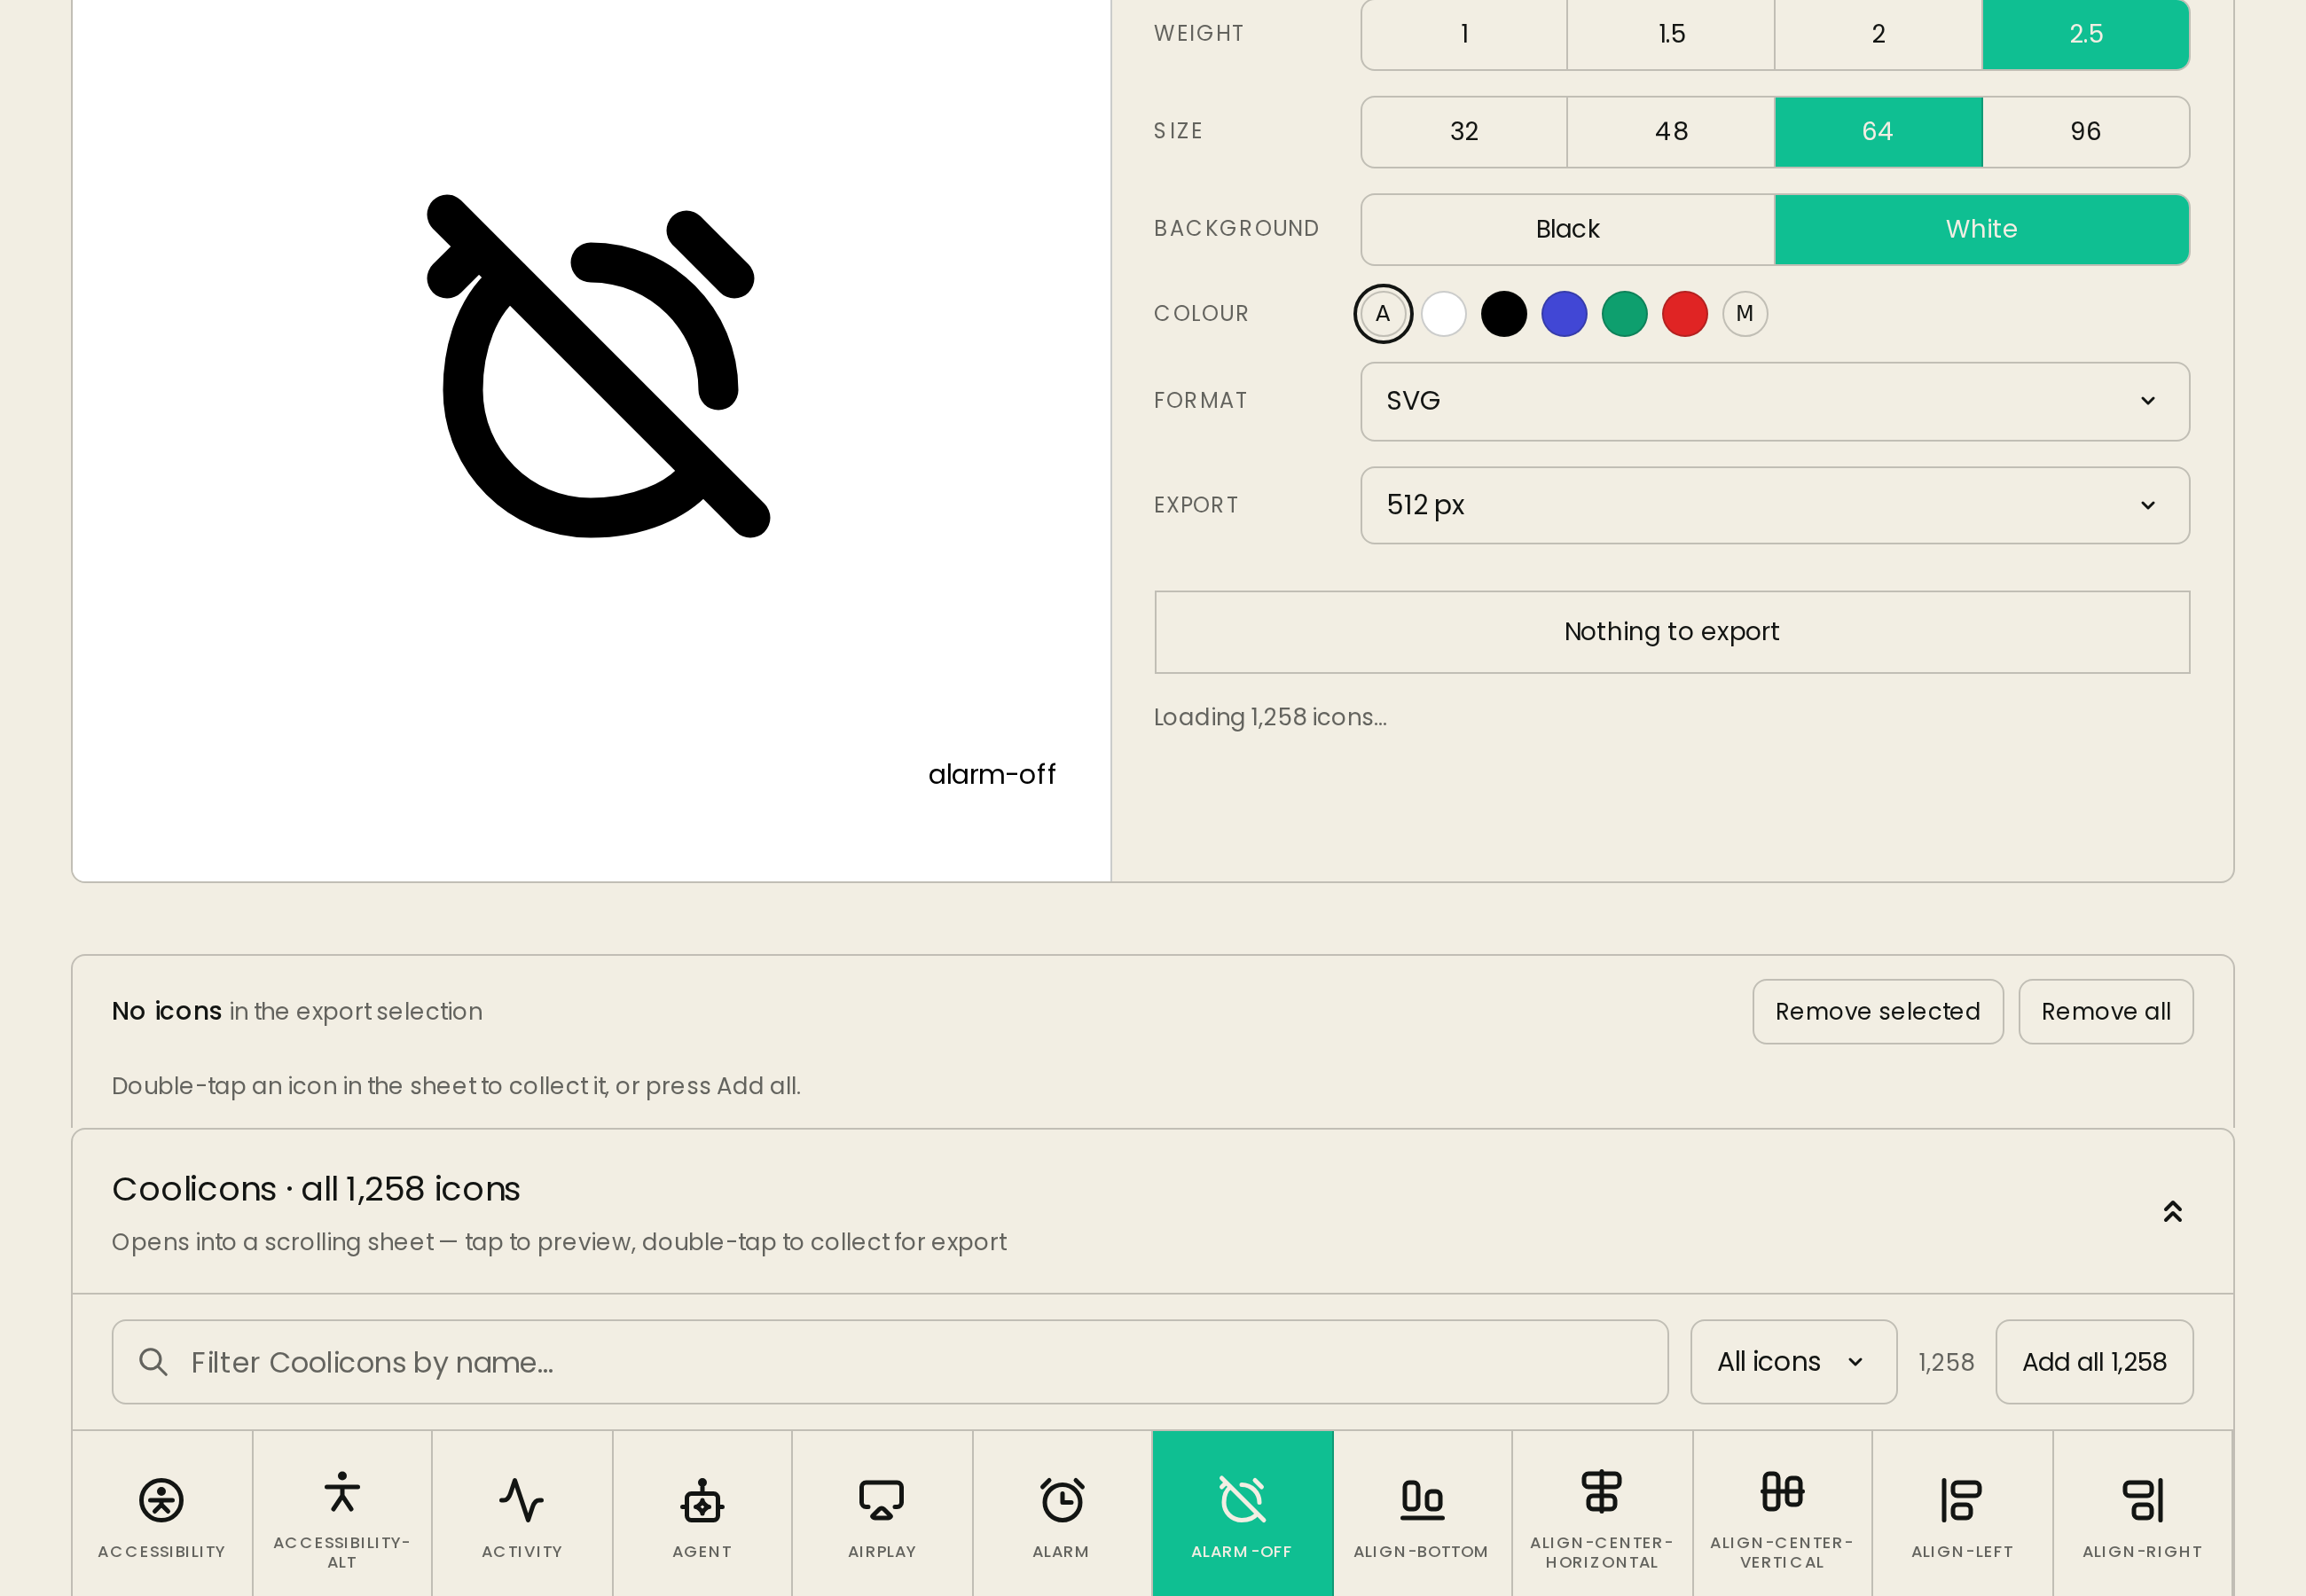 WEIGHT 1 1.5 2 2.5
SIZE 32 48 64 96
BACKGROUND Black White
COLOUR A M
FORMAT SVG
EXPORT 512 px
Nothing to export
Loading 1,258 icons...
alarm-off
No icons in the export selection
Remove selected Remove all
Double-tap an icon in the sheet to collect it, or press Add all.
Coolicons · all 1,258 icons
Opens into a scrolling sheet — tap to preview, double-tap to collect for export
Filter Coolicons by name... All icons 1,258 Add all 1,258
ACCESSIBILITY
ACCESSIBILITY-
ALT
ACTIVITY
AGENT
AIRPLAY
ALARM
ALARM-OFF
ALIGN-BOTTOM
ALIGN-CENTER-
HORIZONTAL
ALIGN-CENTER-
VERTICAL
ALIGN-LEFT
ALIGN-RIGHT